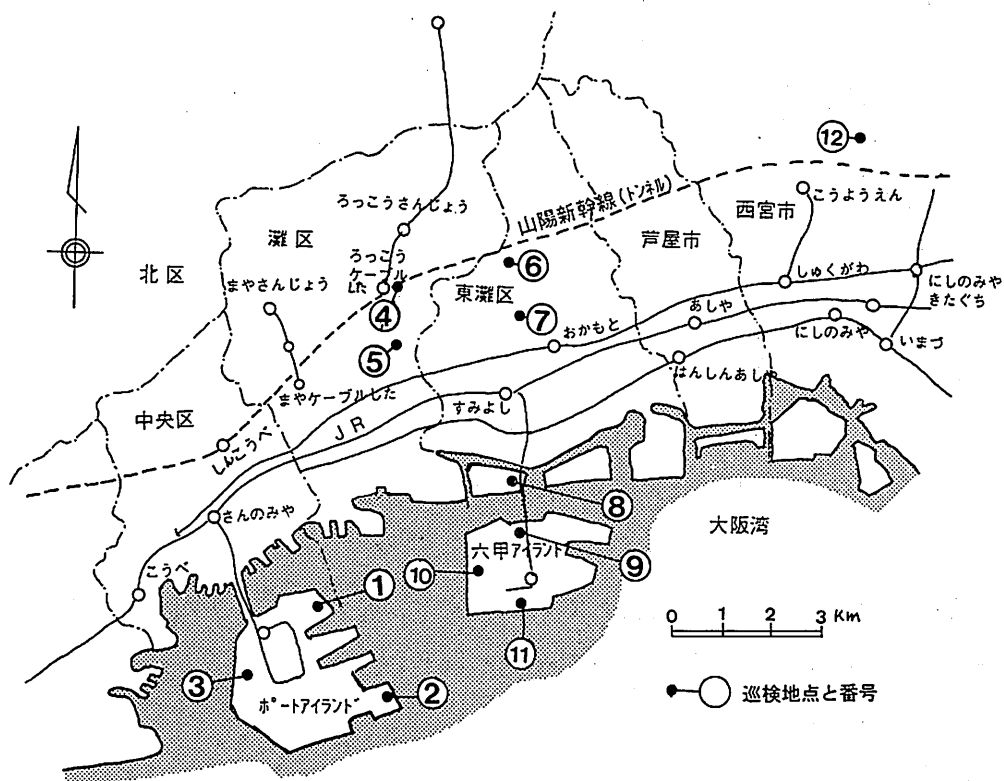 ⑫
山陽新幹線(トンネル)
こうようえん
西宮市
ろっこうさんじょう
灘区
芦屋市
北区
ろっこう
ケーブル
した
まやさんじょう
⑥
東灘区
④
⑦
しゅくがわ
にしのみや
きたぐち
あしや
おかもと
⑤
にしのみや
いまづ
はんしんあしや
まやケーブルした
中央区
すみよし
JR
しんこうべ
⑧
さんのみや
大阪湾
六甲アイランド
⑨
⑩
こうべ
①
⑪
0 1 2 3 Km
③
②
ポートアイランド
巡検地点と番号